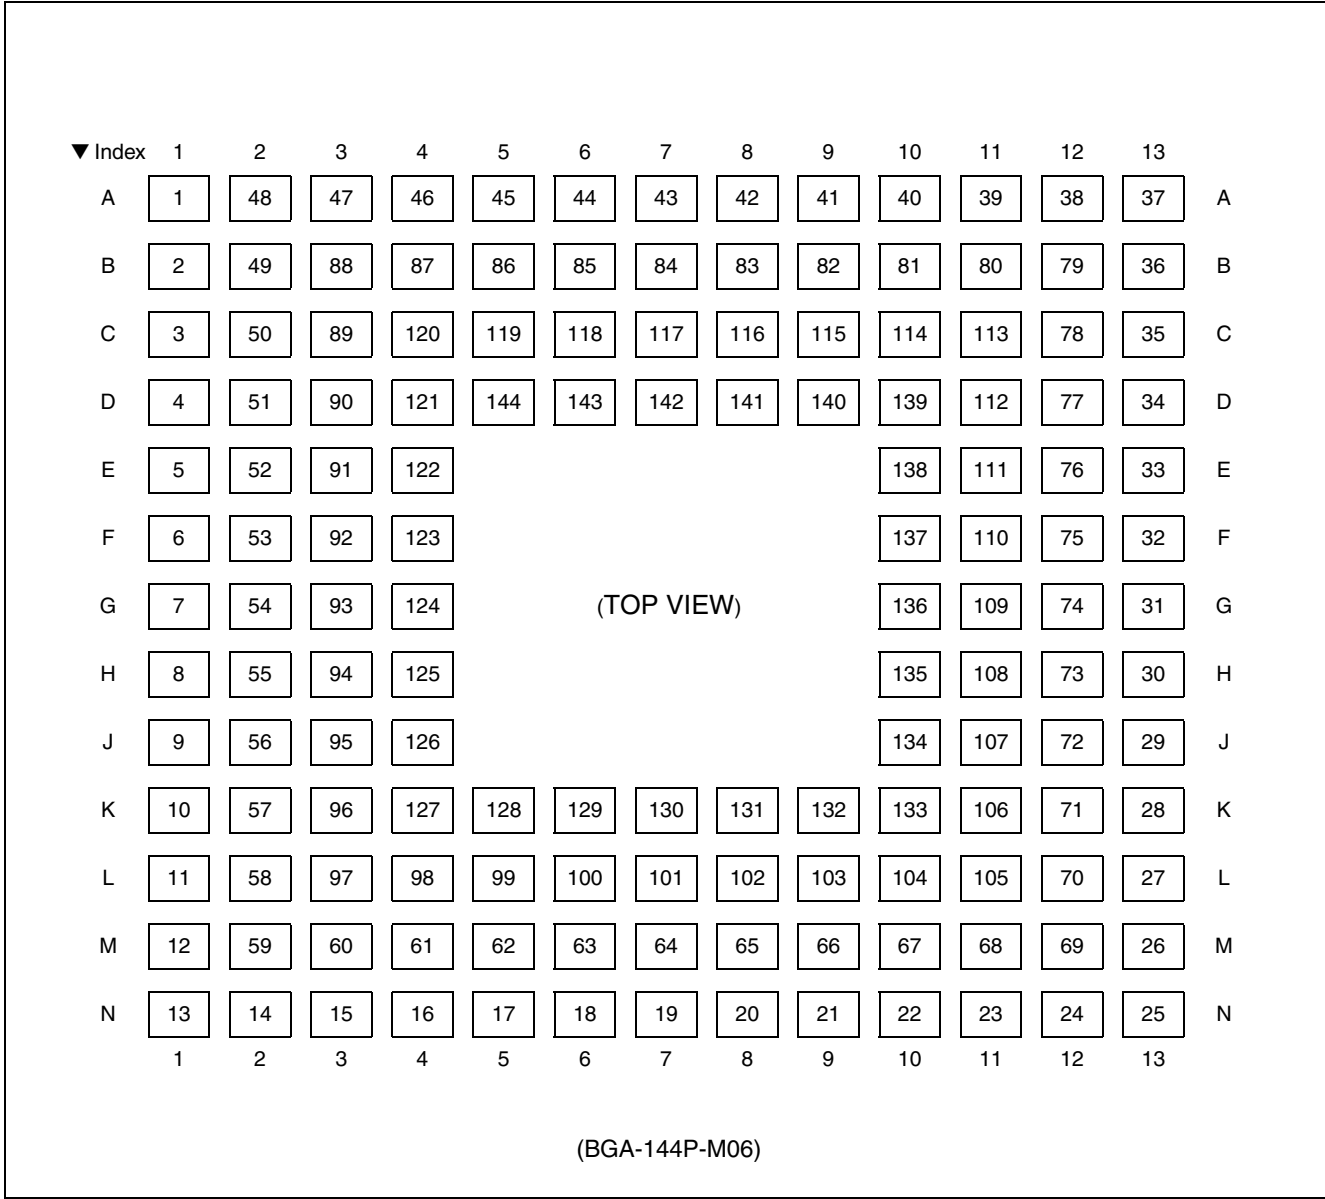 ▼ Index 1 2 3 4 5 6 7 8 9 10 11 12 13
A 1 48 47 46 45 44 43 42 41 40 39 38 37 A
B 2 49 88 87 86 85 84 83 82 81 80 79 36 B
C 3 50 89 120 119 118 117 116 115 114 113 78 35 C
D 4 51 90 121 144 143 142 141 140 139 112 77 34 D
E 5 52 91 122 138 111 76 33 E
F 6 53 92 123 137 110 75 32 F
G 7 54 93 124 (TOP VIEW) 136 109 74 31 G
H 8 55 94 125 135 108 73 30 H
J 9 56 95 126 134 107 72 29 J
K 10 57 96 127 128 129 130 131 132 133 106 71 28 K
L 11 58 97 98 99 100 101 102 103 104 105 70 27 L
M 12 59 60 61 62 63 64 65 66 67 68 69 26 M
N 13 14 15 16 17 18 19 20 21 22 23 24 25 N
1 2 3 4 5 6 7 8 9 10 11 12 13
(BGA-144P-M06)